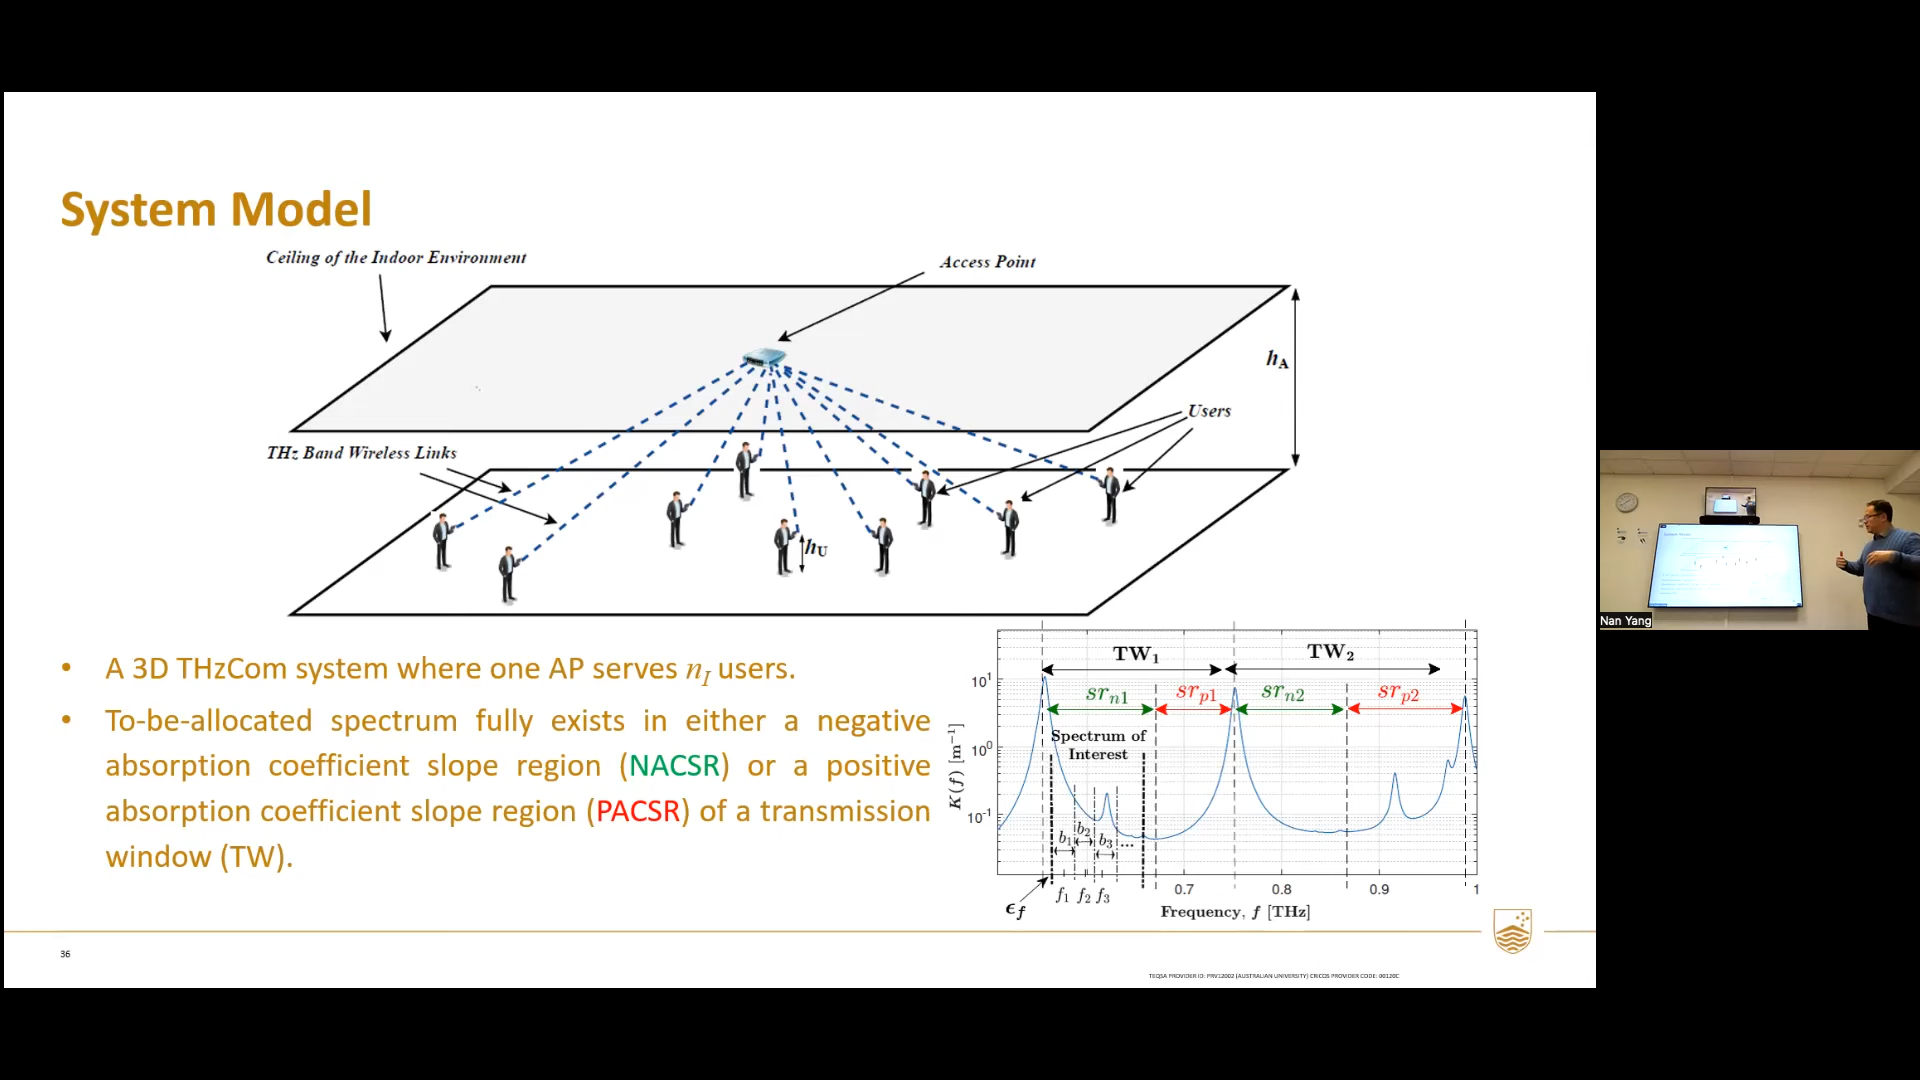 System Model
Ceiling of the Indoor Environment
Access Point
hA
Users
THz Band Wireless Links
hU
• A 3D THzCom system where one AP serves nI users.
• To-be-allocated spectrum fully exists in either a negative
absorption coefficient slope region (NACSR) or a positive
absorption coefficient slope region (PACSR) of a transmission
window (TW).
TW1
TW2
srn1
srp1
srn2
srp2
Spectrum of
Interest
K(f) [m−1]
10^1
10^0
10^-1
b1
b2
b3
...
f1 f2 f3
ϵf
0.7
0.8
0.9
1
Frequency, f [THz]
36
TEQSA PROVIDER ID: PRV12002 (AUSTRALIAN UNIVERSITY) CRICOS PROVIDER CODE: 00120C
Nan Yang